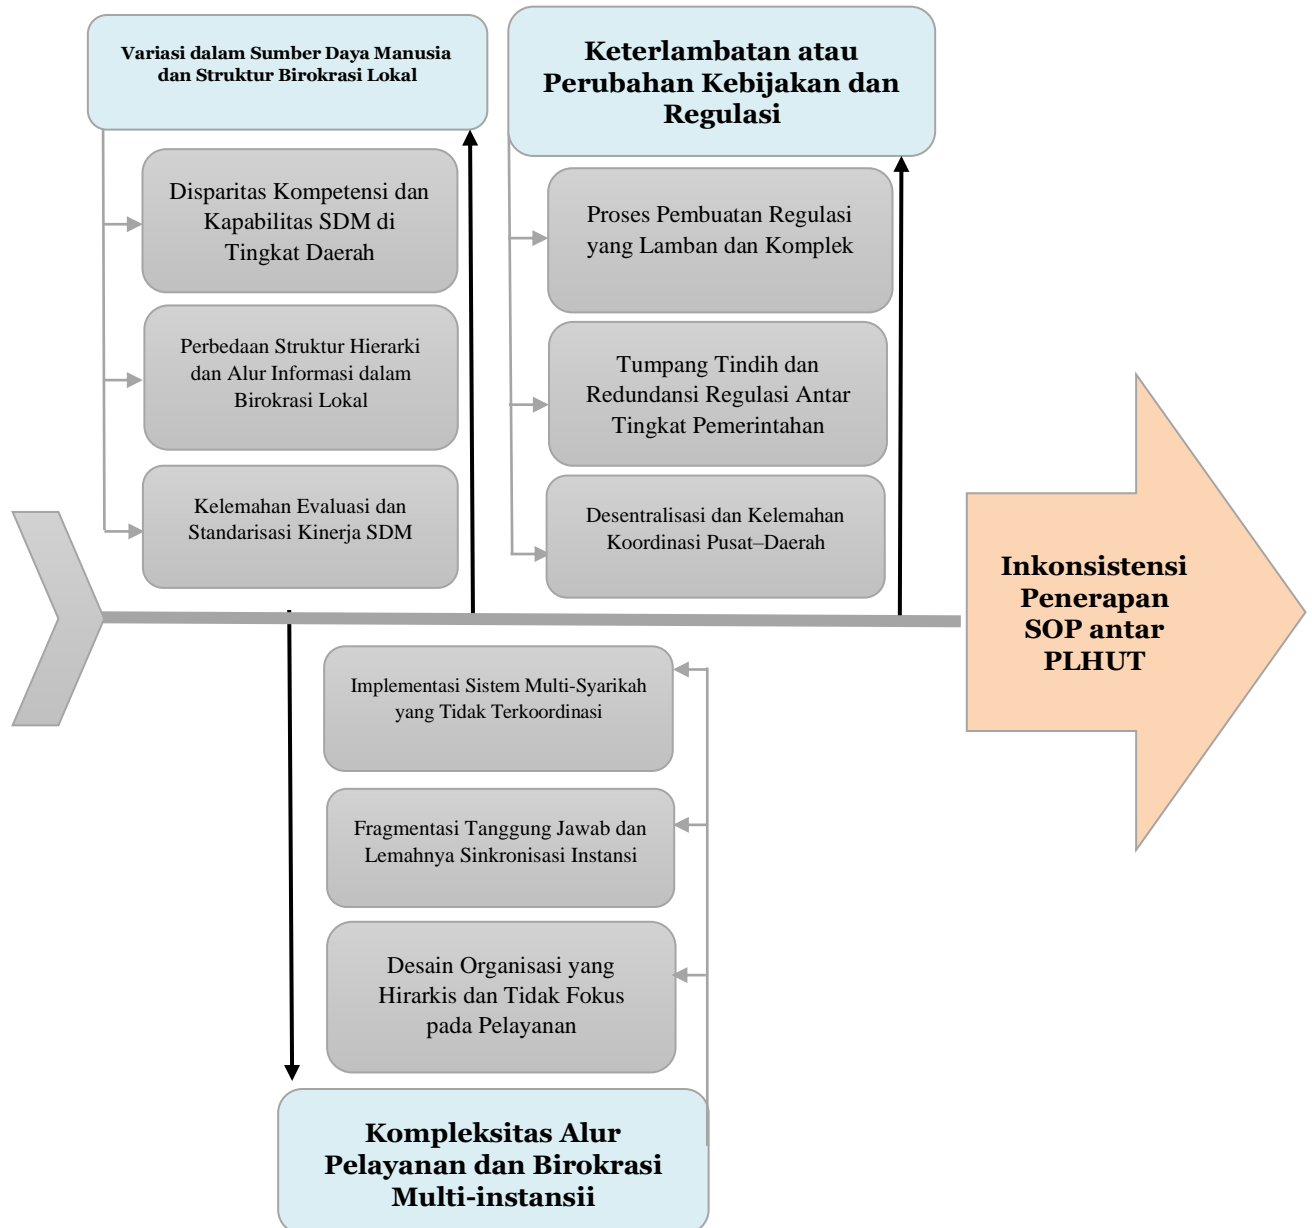 Variasi dalam Sumber Daya Manusia
dan Struktur Birokrasi Lokal
Disparitas Kompetensi dan
Kapabilitas SDM di
Tingkat Daerah
Perbedaan Struktur Hierarki
dan Alur Informasi dalam
Birokrasi Lokal
Kelemahan Evaluasi dan
Standarisasi Kinerja SDM
Keterlambatan atau
Perubahan Kebijakan dan
Regulasi
Proses Pembuatan Regulasi
yang Lamban dan Komplek
Tumpang Tindih dan
Redundansi Regulasi Antar
Tingkat Pemerintahan
Desentralisasi dan Kelemahan
Koordinasi Pusat–Daerah
Implementasi Sistem Multi-Syarikah
yang Tidak Terkoordinasi
Fragmentasi Tanggung Jawab dan
Lemahnya Sinkronisasi Instansi
Desain Organisasi yang
Hirarkis dan Tidak Fokus
pada Pelayanan
Kompleksitas Alur
Pelayanan dan Birokrasi
Multi-instansii
Inkonsistensi
Penerapan
SOP antar
PLHUT